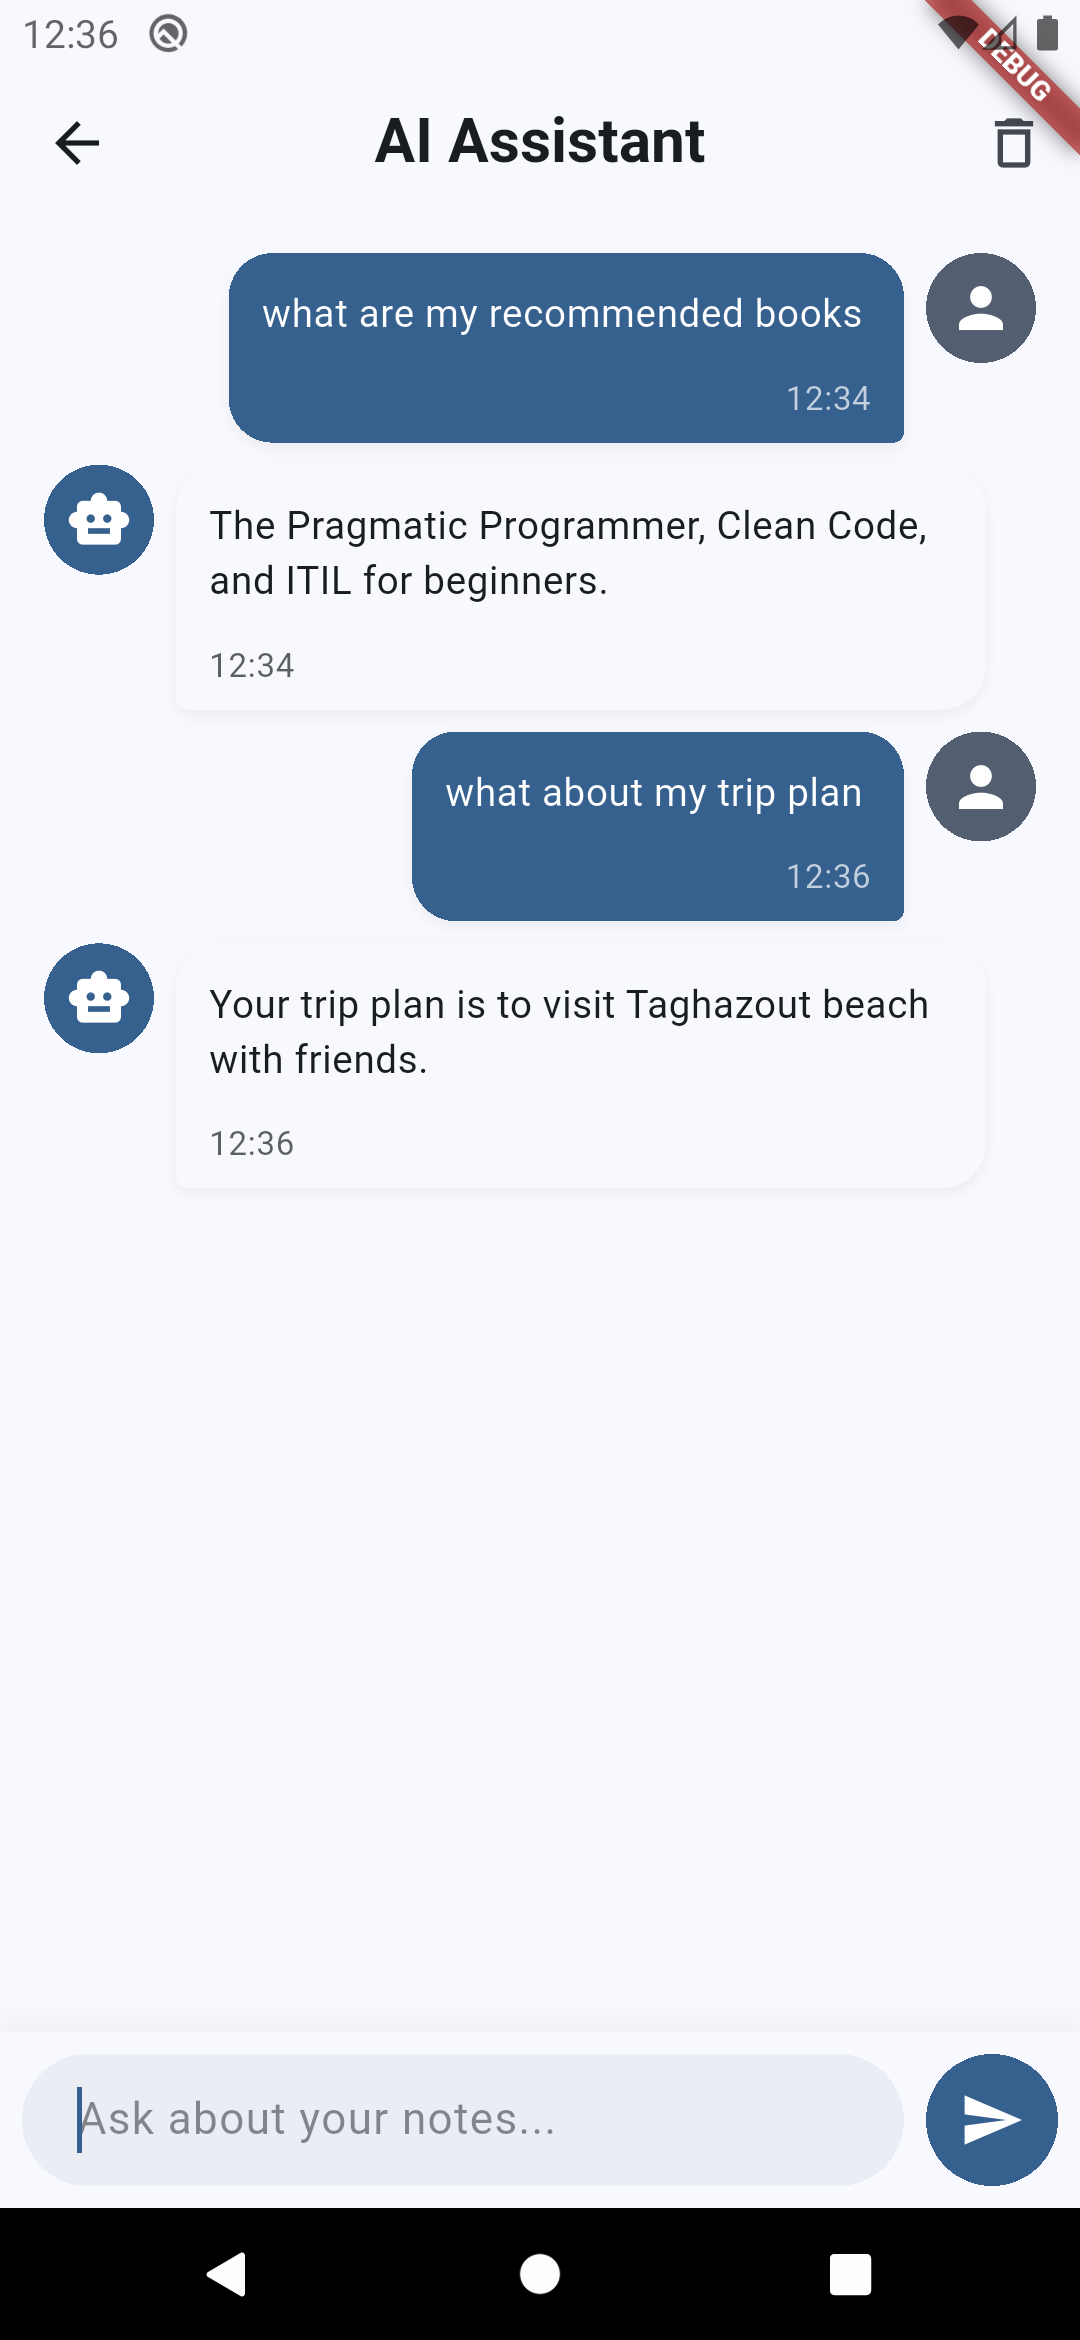 12:36
DEBUG
AI Assistant
what are my recommended books
12:34
The Pragmatic Programmer, Clean Code,
and ITIL for beginners.
12:34
what about my trip plan
12:36
Your trip plan is to visit Taghazout beach
with friends.
12:36
Ask about your notes...